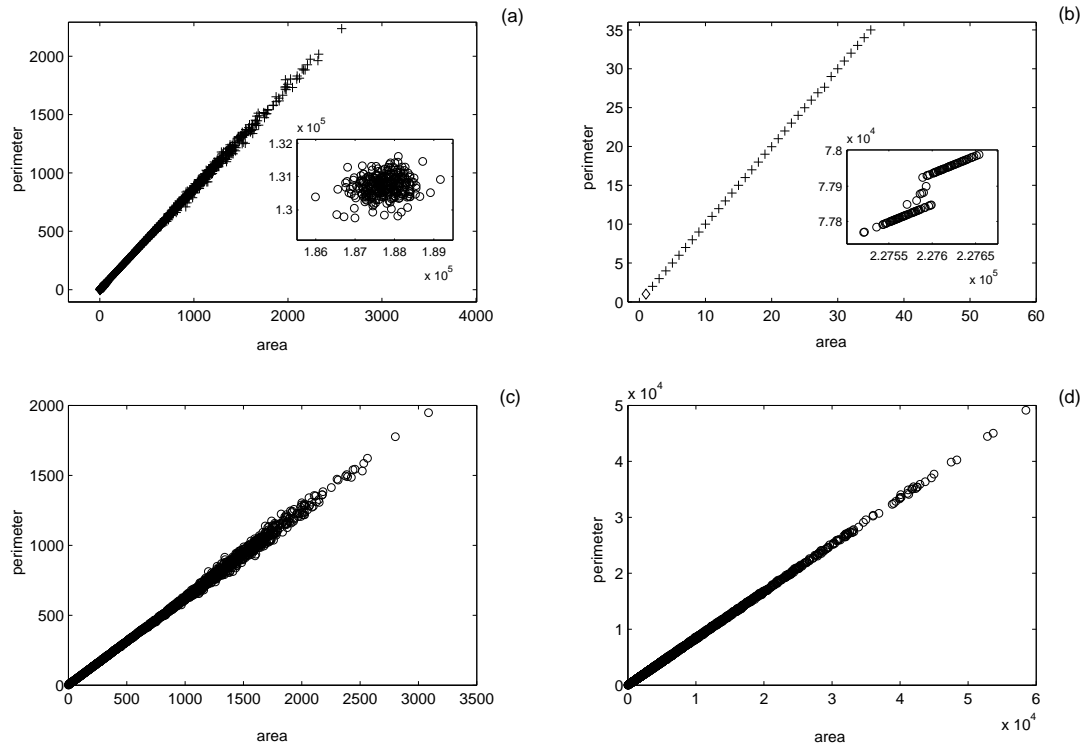 (a)
2000
1500
1000
500
0
perimeter
0 1000 2000 3000 4000
area
x 10^5
1.32
1.31
1.3
1.86 1.87 1.88 1.89
x 10^5
(b)
35
30
25
20
15
10
5
0
perimeter
0 10 20 30 40 50 60
area
x 10^4
7.8
7.79
7.78
2.2755 2.276 2.2765
x 10^5
(c)
2000
1500
1000
500
0
perimeter
0 500 1000 1500 2000 2500 3000 3500
area
(d)
x 10^4
5
4
3
2
1
0
perimeter
0 1 2 3 4 5 6
x 10^4
area